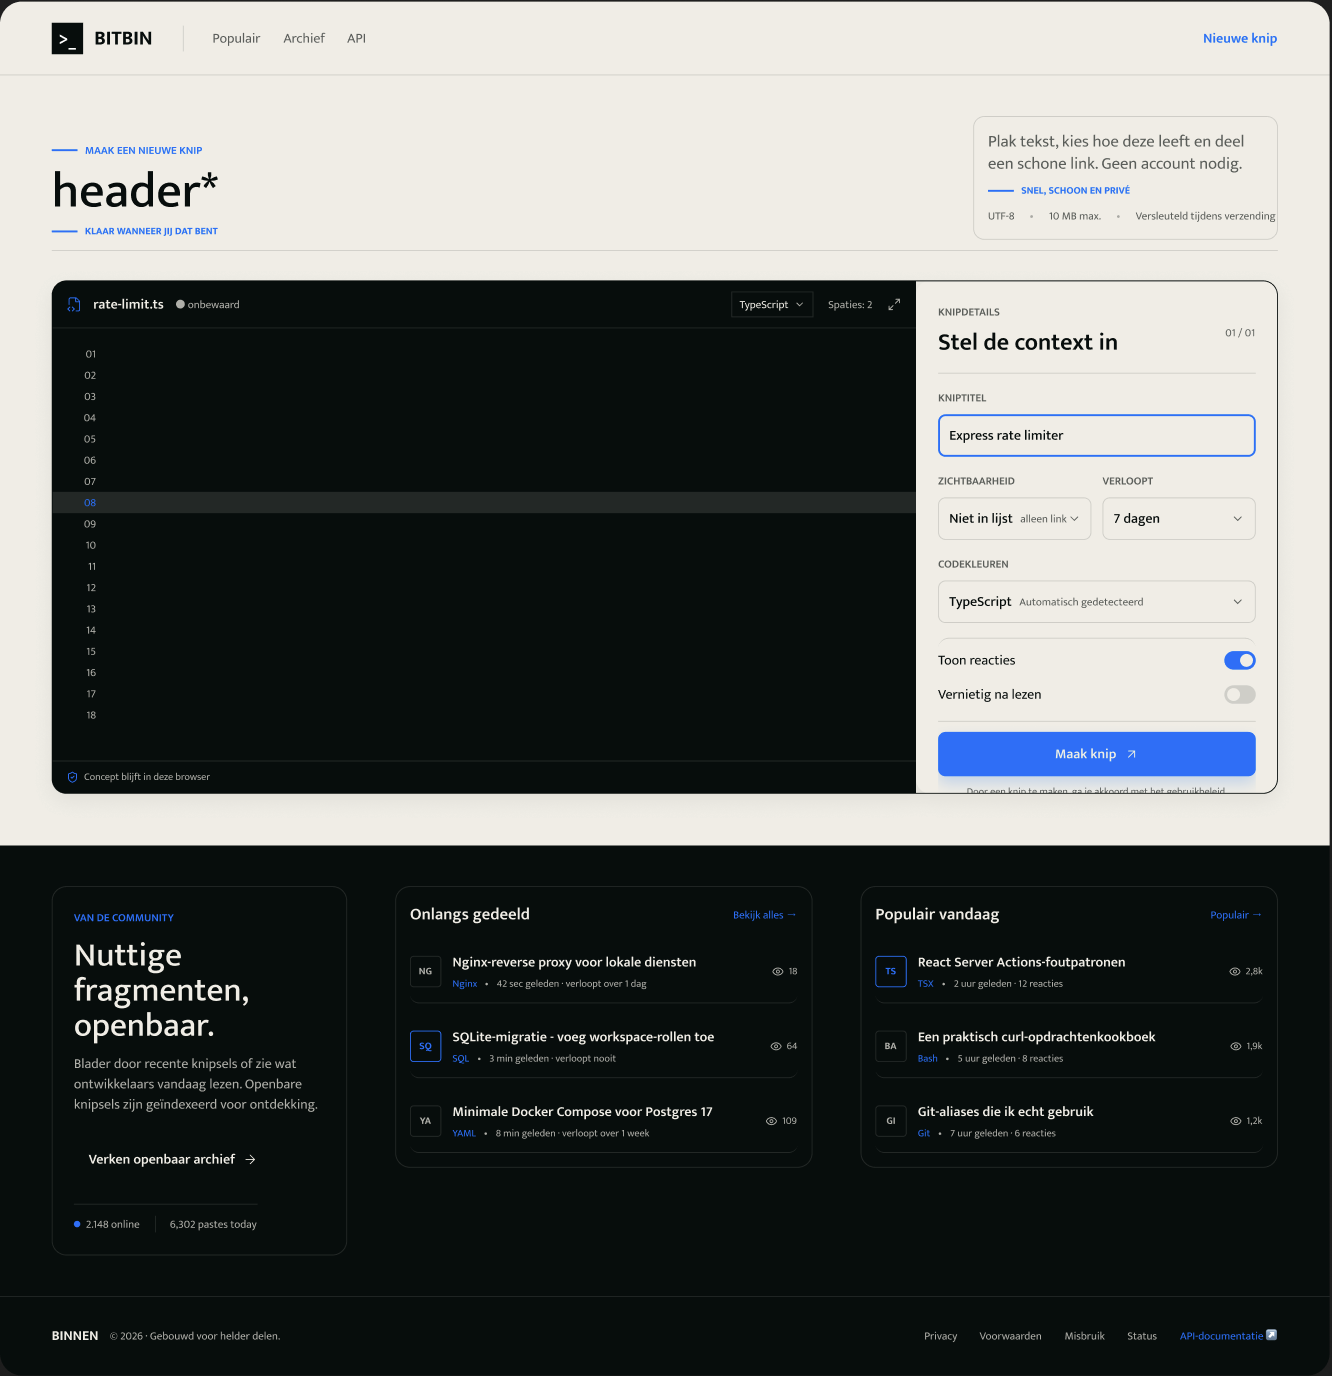 >_ BITBIN Populair Archief API Nieuwe knip
MAAK EEN NIEUWE KNIP
header*
KLAAR WANNEER JIJ DAT BENT
Plak tekst, kies hoe deze leeft en deel
een schone link. Geen account nodig.
SNEL, SCHOON EN PRIVÉ
UTF-8 • 10 MB max. • Versleuteld tijdens verzending
rate-limit.ts onbewaard TypeScript Spaties: 2
01
02
03
04
05
06
07
08
09
10
11
12
13
14
15
16
17
18
Concept blijft in deze browser
KNIPDETAILS
Stel de context in 01 / 01
KNIPTITEL
Express rate limiter
ZICHTBAARHEID VERLOOPT
Niet in lijst alleen link 7 dagen
CODEKLEUREN
TypeScript Automatisch gedetecteerd
Toon reacties
Vernietig na lezen
Maak knip
Door een knip te maken, ga je akkoord met het gebruikbeleid
VAN DE COMMUNITY
Nuttige
fragmenten,
openbaar.
Blader door recente knipsels of zie wat
ontwikkelaars vandaag lezen. Openbare
knipsels zijn geïndexeerd voor ontdekking.
Verken openbaar archief →
2.148 online 6,302 pastes today
Onlangs gedeeld Bekijk alles →
NG Nginx-reverse proxy voor lokale diensten 18
Nginx • 42 sec geleden · verloopt over 1 dag
SQ SQLite-migratie - voeg workspace-rollen toe 64
SQL • 3 min geleden · verloopt nooit
YA Minimale Docker Compose voor Postgres 17 109
YAML • 8 min geleden · verloopt over 1 week
Populair vandaag Populair →
TS React Server Actions-foutpatronen 2,8k
TSX • 2 uur geleden · 12 reacties
BA Een praktisch curl-opdrachtenkookboek 1,9k
Bash • 5 uur geleden · 8 reacties
GI Git-aliases die ik echt gebruik 1,2k
Git • 7 uur geleden · 6 reacties
BINNEN © 2026 · Gebouwd voor helder delen. Privacy Voorwaarden Misbruik Status API-documentatie ↗